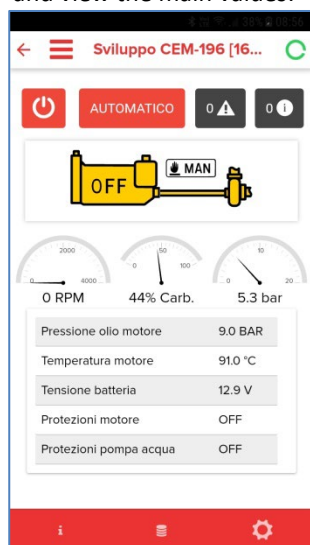 and view the main values.
38% 08:56
Sviluppo CEM-196 [16...
AUTOMATICO
0
0
OFF
MAN
2000
0
4000
0 RPM
50
0
100
44% Carb.
10
0
20
5.3 bar
Pressione olio motore 9.0 BAR
Temperatura motore 91.0 °C
Tensione batteria 12.9 V
Protezioni motore OFF
Protezioni pompa acqua OFF